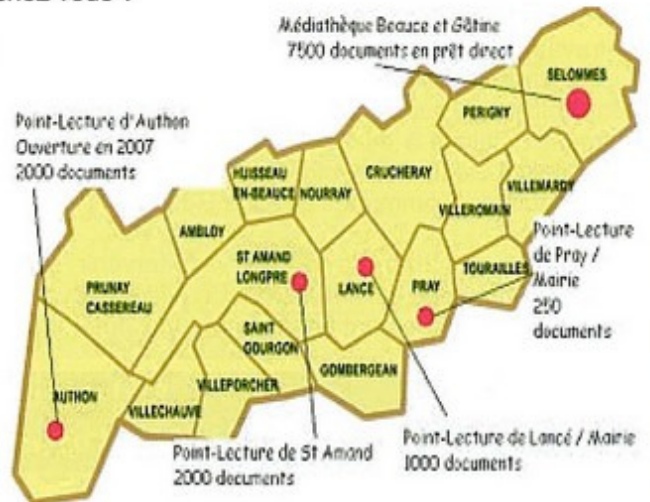 Médiathèque Beauce et Gâtine
7500 documents en prêt direct
SELOMMES
PERIGNY
Point-Lecture d'Authon
Ouverture en 2007
2000 documents
HUISSEAU
EN-BEAUCE
NOURRAY
CRUCHERAY
VILLEMARDY
VILLEROMAIN
AMBLOY
Point-Lecture
de Pray /
Mairie
250
documents
ST AMAND
LONGPRE
LANCE
PRAY
TOURAILLES
PRUNAY
CASSEREAU
SAINT
GOURGON
GOMBERGEAN
VILLEPORCHER
AUTHON
VILLECHAUVE
Point-Lecture de St Amand
2000 documents
Point-Lecture de Lancé / Mairie
1000 documents